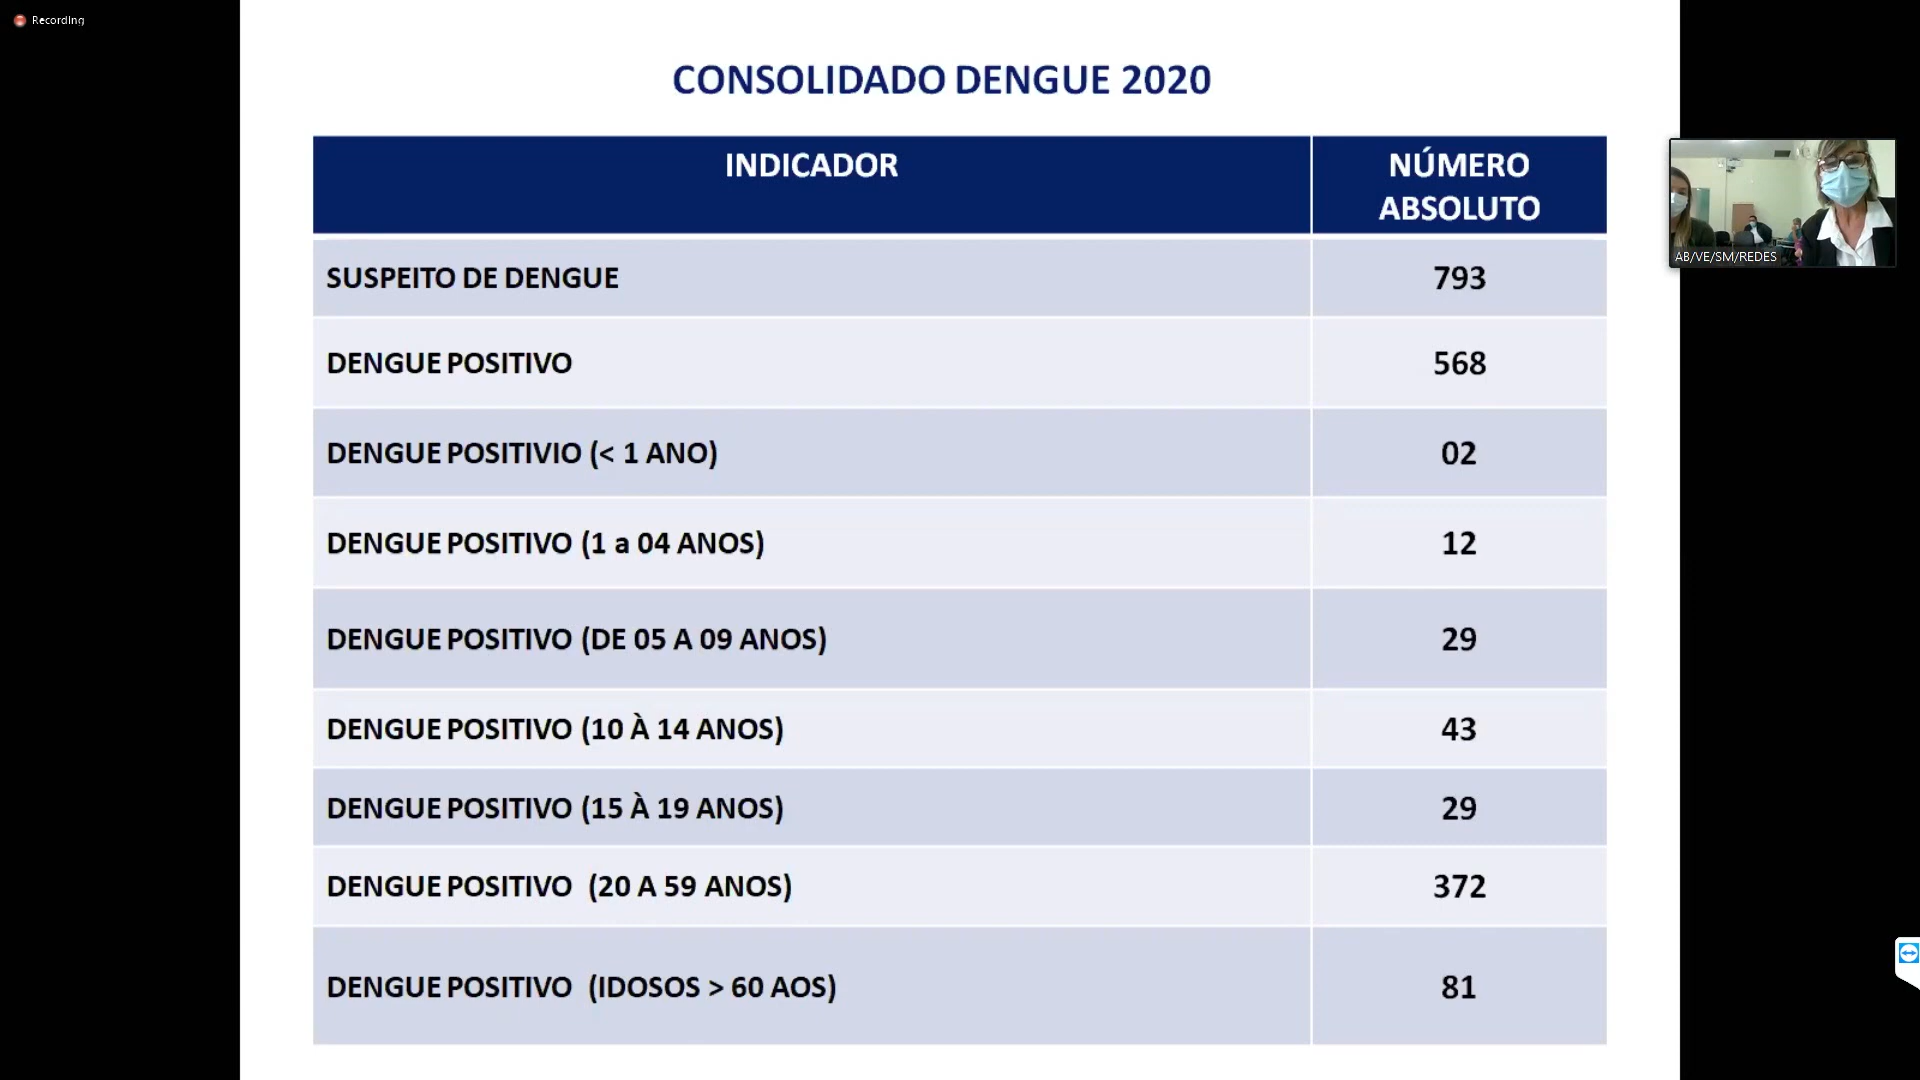 Recording
CONSOLIDADO DENGUE 2020
INDICADOR
NÚMERO
ABSOLUTO
SUSPEITO DE DENGUE 793
DENGUE POSITIVO 568
DENGUE POSITIVIO (< 1 ANO) 02
DENGUE POSITIVO (1 a 04 ANOS) 12
DENGUE POSITIVO (DE 05 A 09 ANOS) 29
DENGUE POSITIVO (10 À 14 ANOS) 43
DENGUE POSITIVO (15 À 19 ANOS) 29
DENGUE POSITIVO (20 A 59 ANOS) 372
DENGUE POSITIVO (IDOSOS > 60 AOS) 81
AB/VE/SM/REDES